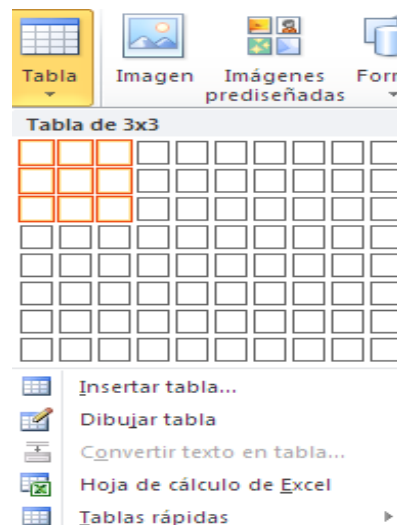 Tabla Imagen Imágenes prediseñadas Form
Tabla de 3x3
Insertar tabla...
Dibujar tabla
Convertir texto en tabla...
Hoja de cálculo de Excel
Tablas rápidas